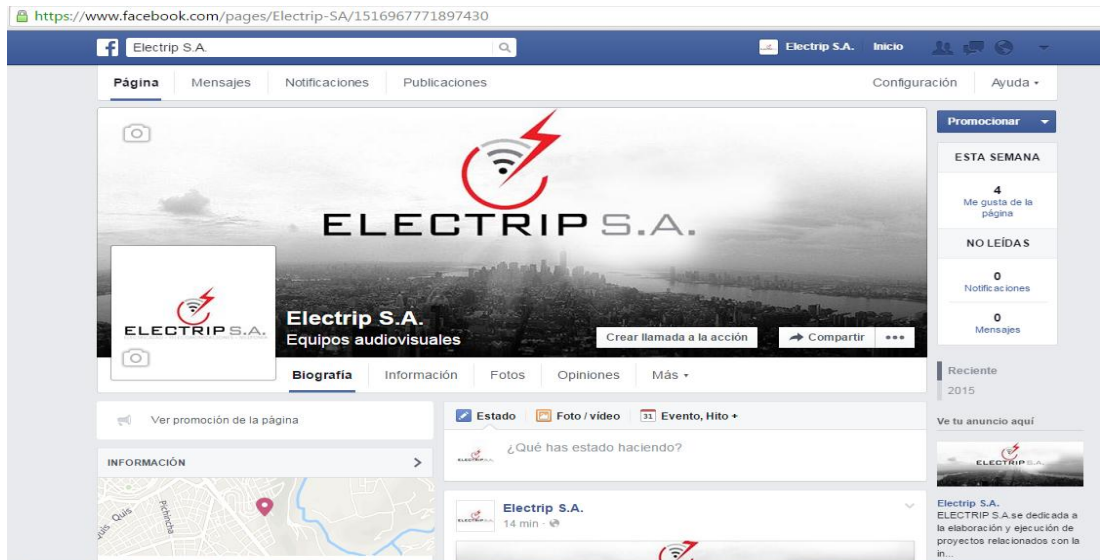 https://www.facebook.com/pages/Electrip-SA/1516967771897430
Electrip S.A.
Electrip S.A. Inicio
Página Mensajes Notificaciones Publicaciones Configuración Ayuda
Promocionar
ELECTRIP S.A.
ESTA SEMANA
4
Me gusta de la
página
NO LEÍDAS
0
Notificaciones
0
Mensajes
ELECTRIP S.A.
Electrip S.A.
Equipos audiovisuales
Crear llamada a la acción Compartir
Biografía Información Fotos Opiniones Más
Reciente
2015
Ver promoción de la página
INFORMACIÓN
Quis
Pichincha
Estado Foto / vídeo 31 Evento, Hito +
¿Qué has estado haciendo?
Electrip S.A.
14 min
Ve tu anuncio aquí
ELECTRIP S.A.
Electrip S.A.
ELECTRIP S.A.se dedicada a
la elaboración y ejecución de
proyectos relacionados con la
in...